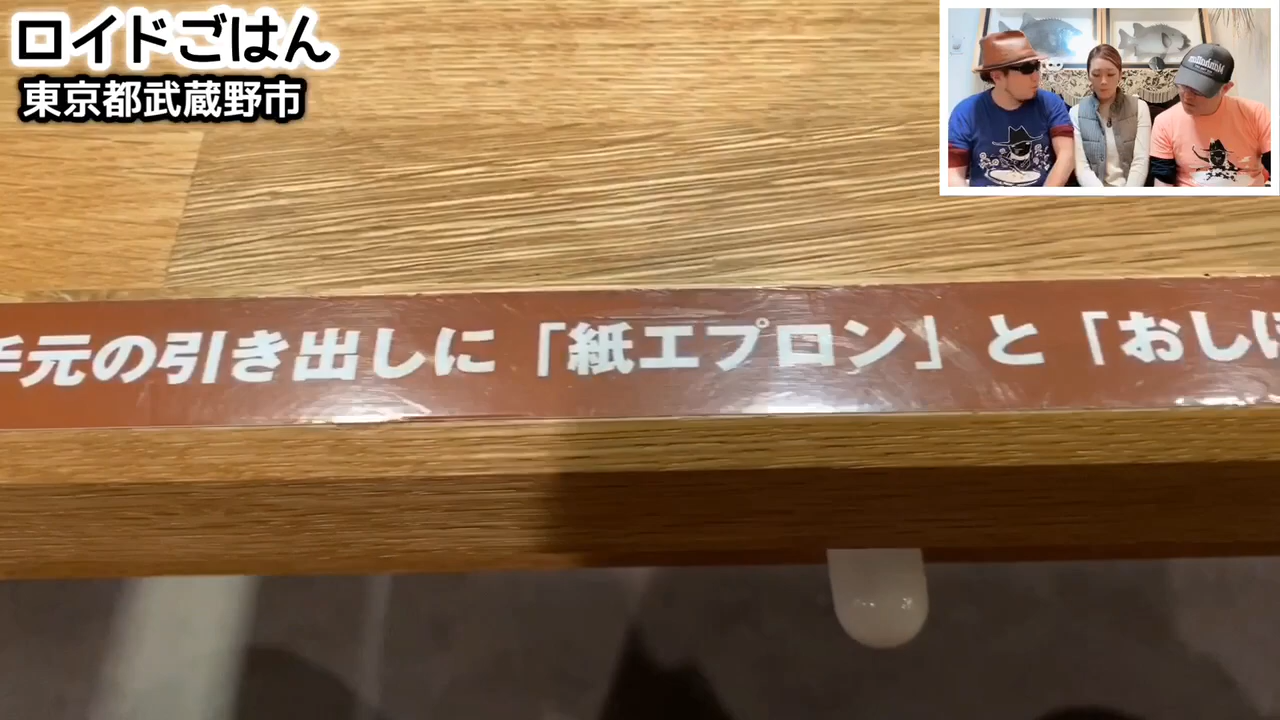 ロイドごはん
東京都武蔵野市
手元の引き出しに「紙エプロン」と「おしぼ